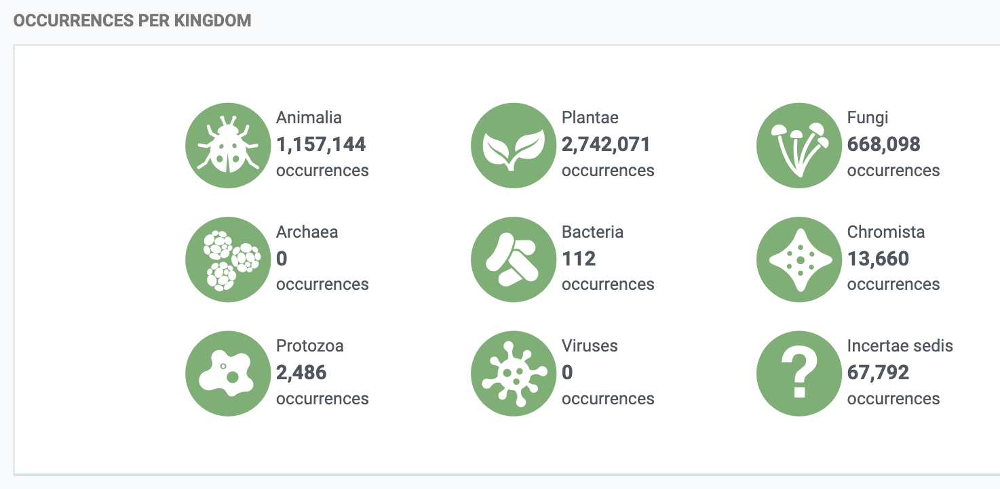 OCCURRENCES PER KINGDOM
Animalia
1,157,144
occurrences
Plantae
2,742,071
occurrences
Fungi
668,098
occurrences
Archaea
0
occurrences
Bacteria
112
occurrences
Chromista
13,660
occurrences
Protozoa
2,486
occurrences
Viruses
0
occurrences
?
Incertae sedis
67,792
occurrences